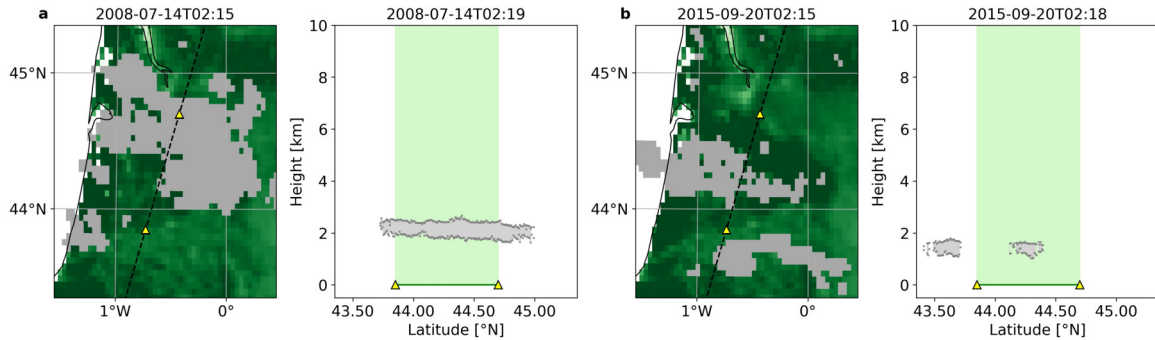 a 2008-07-14T02:15 2008-07-14T02:19 b 2015-09-20T02:15 2015-09-20T02:18
45°N
44°N
1°W 0°
Height [km]
10
8
6
4
2
0
43.50 44.00 44.50 45.00
Latitude [°N]
45°N
44°N
1°W 0°
Height [km]
10
8
6
4
2
0
43.50 44.00 44.50 45.00
Latitude [°N]